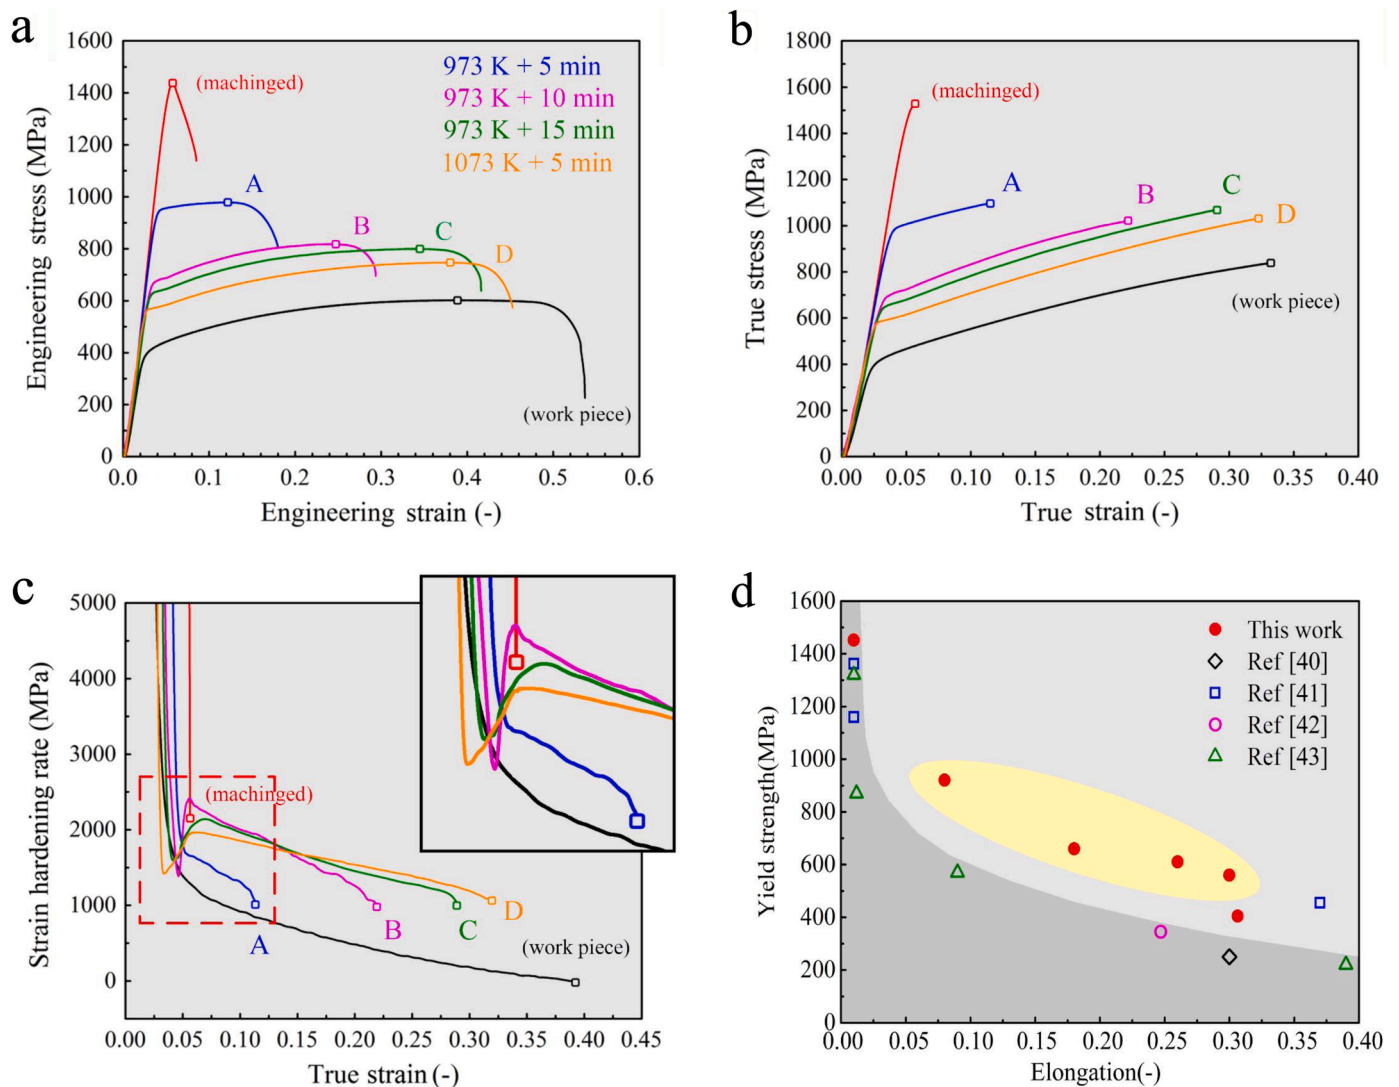 a
1600
1400
1200
1000
800
600
400
200
0
Engineering stress (MPa)
(machinged)
973 K + 5 min
973 K + 10 min
973 K + 15 min
1073 K + 5 min
A
B
C
D
(work piece)
0.0 0.1 0.2 0.3 0.4 0.5 0.6
Engineering strain (-)
b
1800
1600
1400
1200
1000
800
600
400
200
0
True stress (MPa)
(machinged)
A
B
C
D
(work piece)
0.00 0.05 0.10 0.15 0.20 0.25 0.30 0.35 0.40
True strain (-)
c
5000
4000
3000
2000
1000
0
Strain hardening rate (MPa)
(machinged)
A
B
C
D
(work piece)
0.00 0.05 0.10 0.15 0.20 0.25 0.30 0.35 0.40 0.45
True strain (-)
d
1600
1400
1200
1000
800
600
400
200
0
Yield strength(MPa)
This work
Ref [40]
Ref [41]
Ref [42]
Ref [43]
0.00 0.05 0.10 0.15 0.20 0.25 0.30 0.35 0.40
Elongation(-)